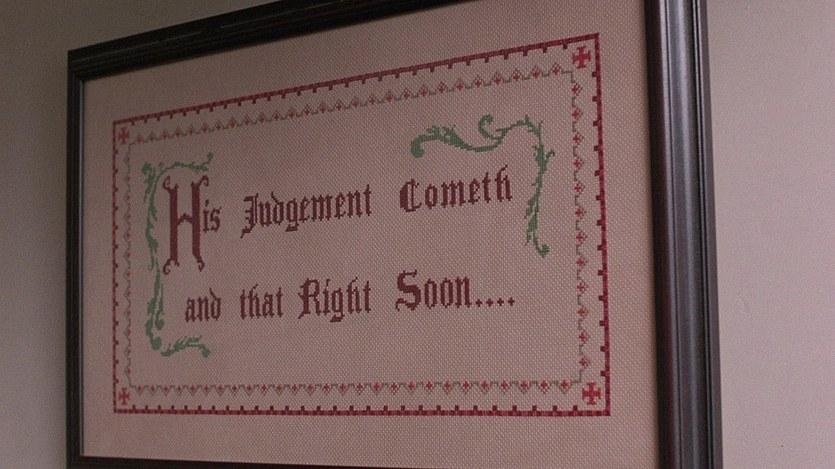 His Judgement Cometh
and that Right Soon....